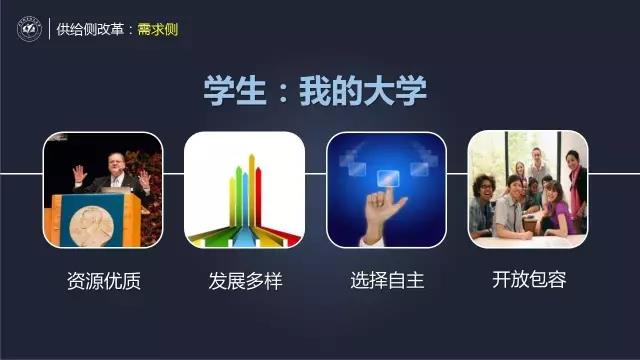 供给侧改革：需求侧
学生：我的大学
资源优质
发展多样
选择自主
开放包容